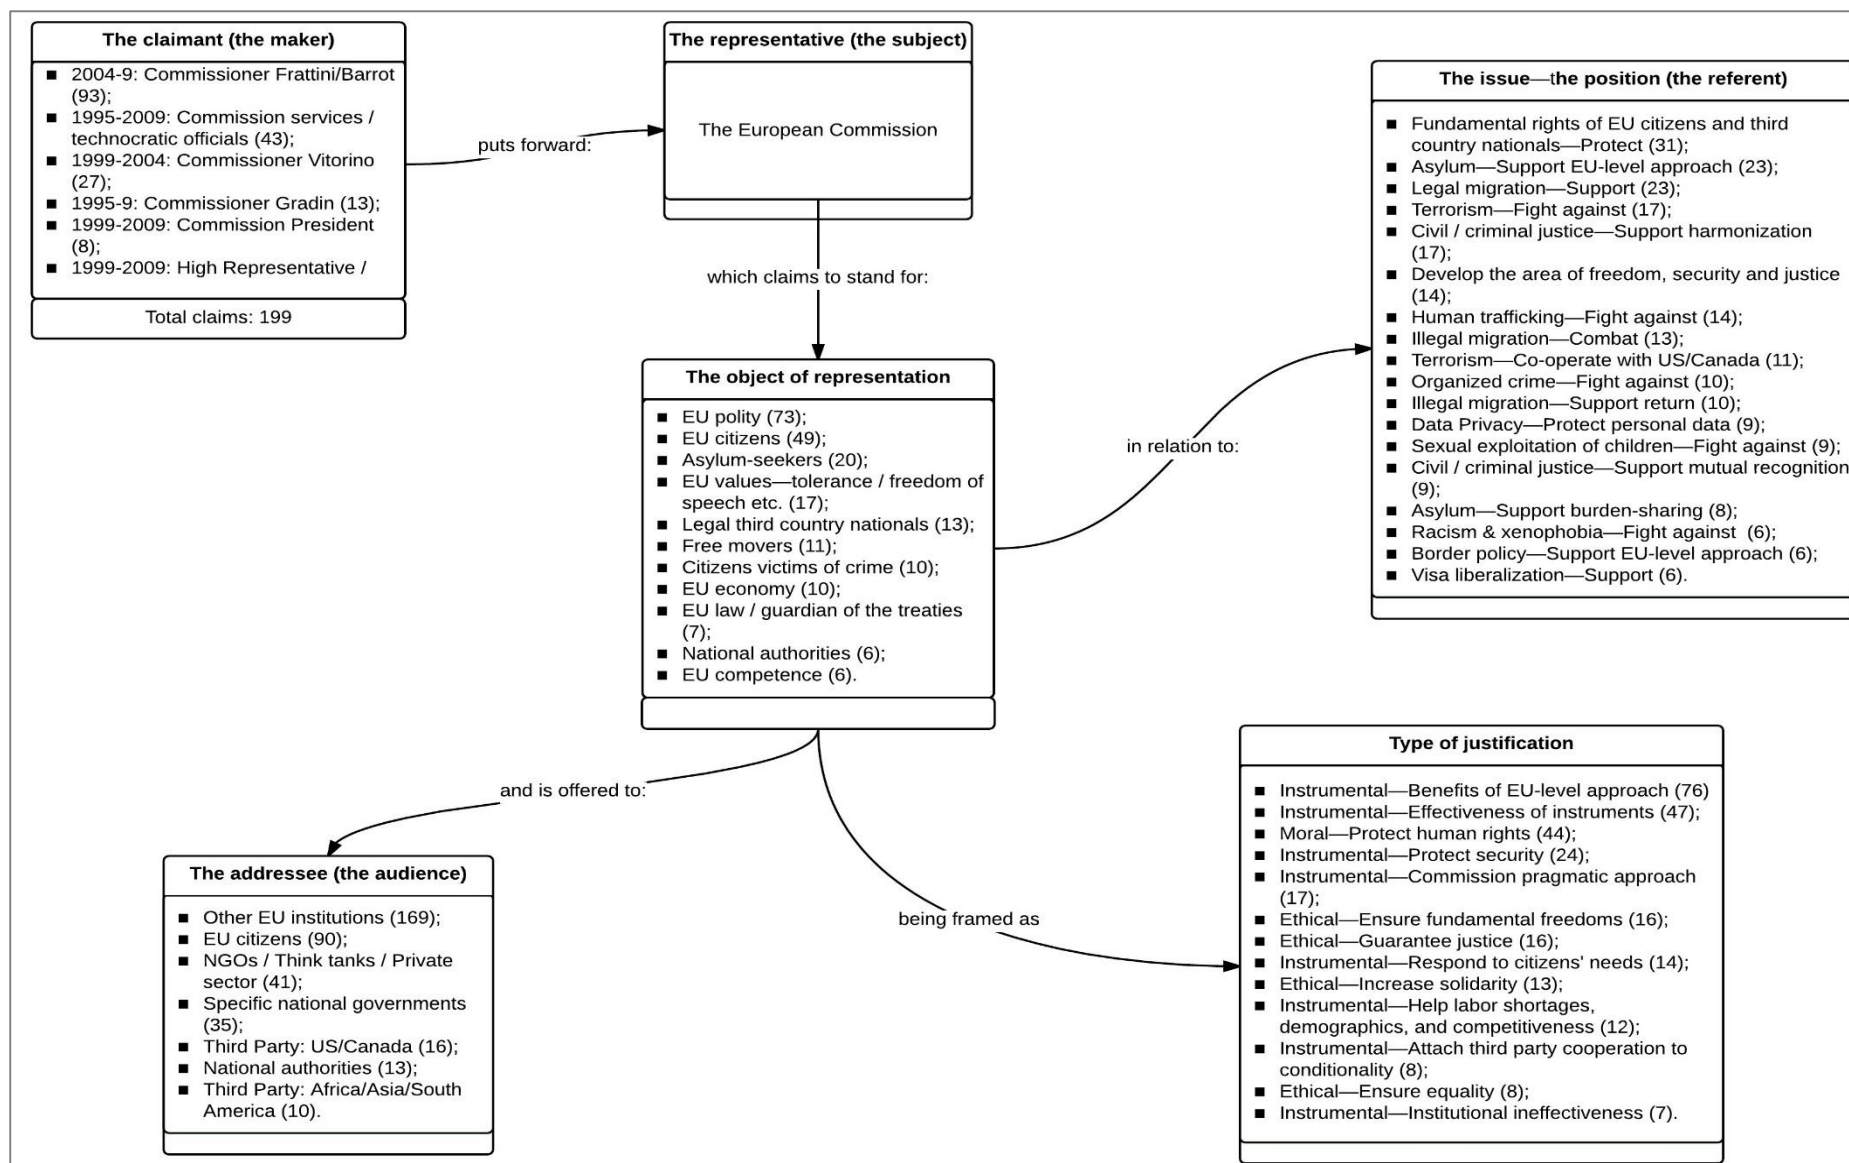 The claimant (the maker)
■ 2004-9: Commissioner Frattini/Barrot
(93);
■ 1995-2009: Commission services /
technocratic officials (43);
■ 1999-2004: Commissioner Vitorino
(27);
■ 1995-9: Commissioner Gradin (13);
■ 1999-2009: Commission President
(8);
■ 1999-2009: High Representative /
Total claims: 199
puts forward:
The representative (the subject)
The European Commission
which claims to stand for:
The object of representation
■ EU polity (73);
■ EU citizens (49);
■ Asylum-seekers (20);
■ EU values—tolerance / freedom of
speech etc. (17);
■ Legal third country nationals (13);
■ Free movers (11);
■ Citizens victims of crime (10);
■ EU economy (10);
■ EU law / guardian of the treaties
(7);
■ National authorities (6);
■ EU competence (6).
in relation to:
The issue—the position (the referent)
■ Fundamental rights of EU citizens and third
country nationals—Protect (31);
■ Asylum—Support EU-level approach (23);
■ Legal migration—Support (23);
■ Terrorism—Fight against (17);
■ Civil / criminal justice—Support harmonization
(17);
■ Develop the area of freedom, security and justice
(14);
■ Human trafficking—Fight against (14);
■ Illegal migration—Combat (13);
■ Terrorism—Co-operate with US/Canada (11);
■ Organized crime—Fight against (10);
■ Illegal migration—Support return (10);
■ Data Privacy—Protect personal data (9);
■ Sexual exploitation of children—Fight against (9);
■ Civil / criminal justice—Support mutual recognition
(9);
■ Asylum—Support burden-sharing (8);
■ Racism & xenophobia—Fight against (6);
■ Border policy—Support EU-level approach (6);
■ Visa liberalization—Support (6).
and is offered to:
The addressee (the audience)
■ Other EU institutions (169);
■ EU citizens (90);
■ NGOs / Think tanks / Private
sector (41);
■ Specific national governments
(35);
■ Third Party: US/Canada (16);
■ National authorities (13);
■ Third Party: Africa/Asia/South
America (10).
being framed as
Type of justification
■ Instrumental—Benefits of EU-level approach (76)
■ Instrumental—Effectiveness of instruments (47);
■ Moral—Protect human rights (44);
■ Instrumental—Protect security (24);
■ Instrumental—Commission pragmatic approach
(17);
■ Ethical—Ensure fundamental freedoms (16);
■ Ethical—Guarantee justice (16);
■ Instrumental—Respond to citizens' needs (14);
■ Ethical—Increase solidarity (13);
■ Instrumental—Help labor shortages,
demographics, and competitiveness (12);
■ Instrumental—Attach third party cooperation to
conditionality (8);
■ Ethical—Ensure equality (8);
■ Instrumental—Institutional ineffectiveness (7).